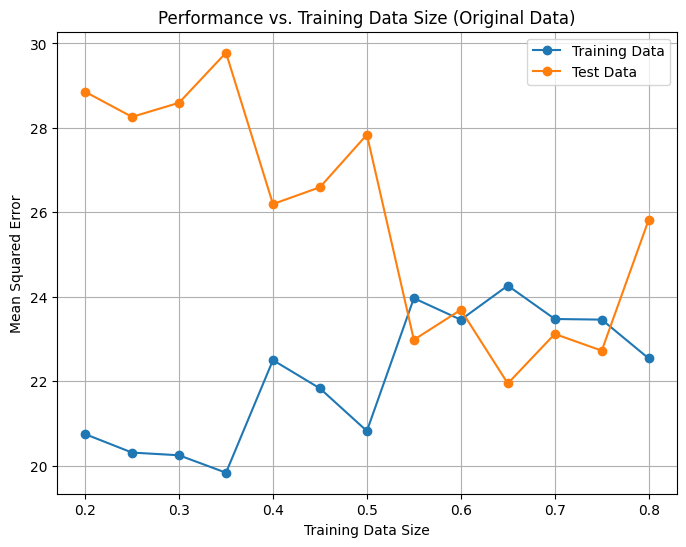 Performance vs. Training Data Size (Original Data)
Training Data
Test Data
Mean Squared Error
30
28
26
24
22
20
0.2 0.3 0.4 0.5 0.6 0.7 0.8
Training Data Size